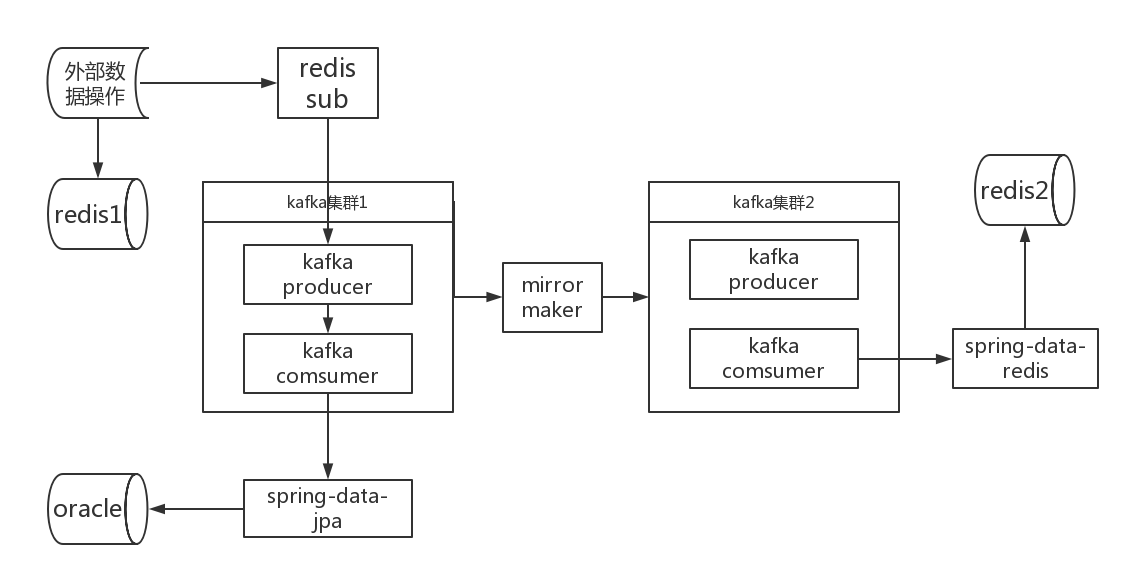 外部数
据操作
redis
sub
redis1
kafka集群1
kafka
producer
kafka
comsumer
mirror
maker
kafka集群2
kafka
producer
kafka
comsumer
redis2
spring-data-
redis
oracle
spring-data-
jpa